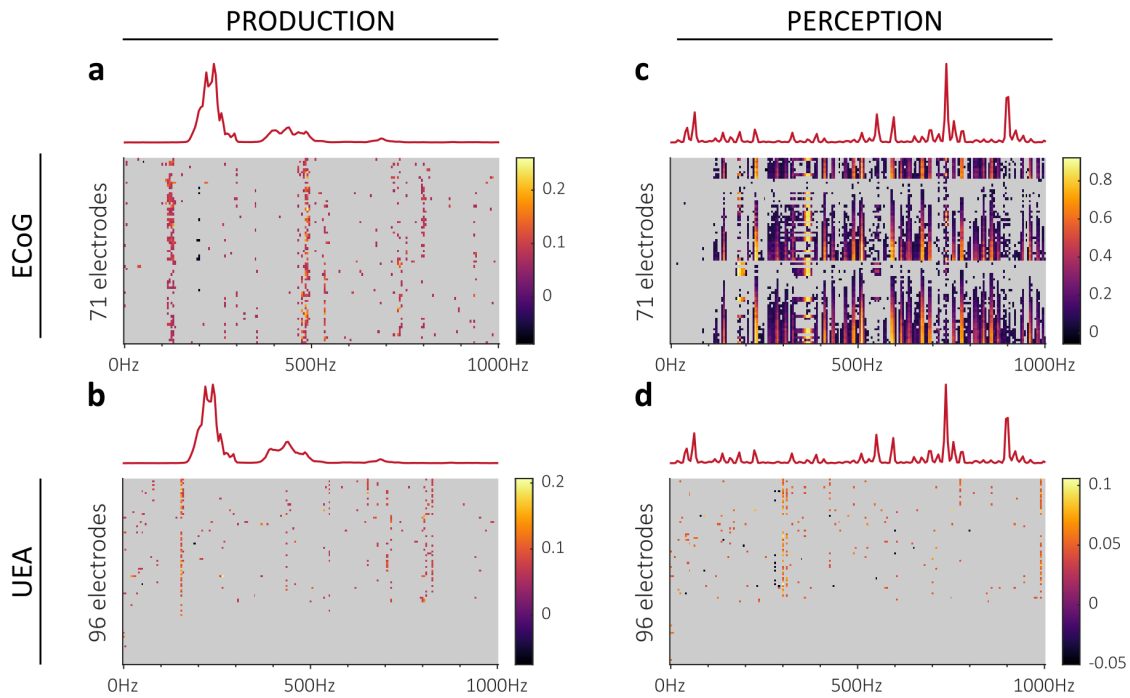 PRODUCTION
PERCEPTION
a
c
ECoG
71 electrodes
0.2
0.1
0
0Hz
500Hz
1000Hz
71 electrodes
0.8
0.6
0.4
0.2
0
0Hz
500Hz
1000Hz
b
d
UEA
96 electrodes
0.2
0.1
0
0Hz
500Hz
1000Hz
96 electrodes
0.1
0.05
0
-0.05
0Hz
500Hz
1000Hz